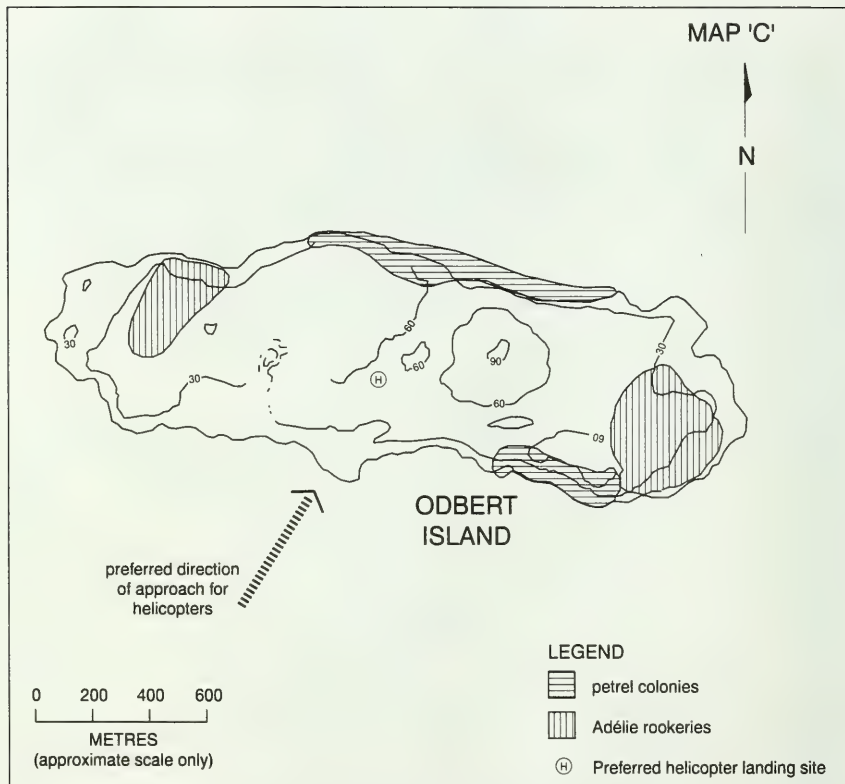 MAP 'C'
N
60
30
30
60
90
30
H
60
60
ODBERT
ISLAND
preferred direction
of approach for
helicopters
0 200 400 600
METRES
(approximate scale only)
LEGEND
petrel colonies
Adélie rookeries
H Preferred helicopter landing site